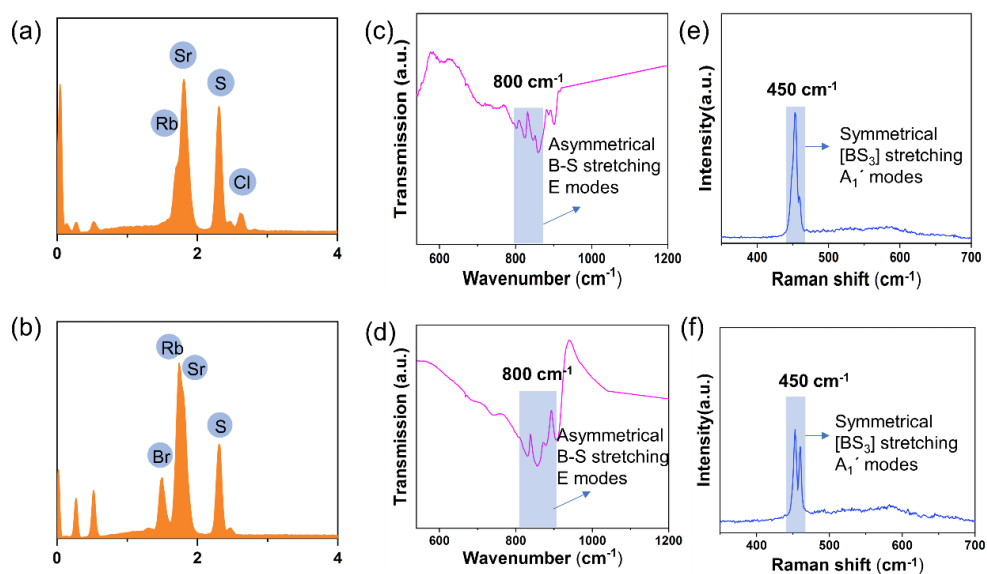 (a)
Sr
S
Rb
Cl
0
2
4
(c)
Transmission (a.u.)
800 cm⁻¹
Asymmetrical
B-S stretching
E modes
600
800
1000
1200
Wavenumber (cm⁻¹)
(e)
Intensity(a.u.)
450 cm⁻¹
Symmetrical
[BS₃] stretching
A₁´ modes
400
500
600
700
Raman shift (cm⁻¹)
(b)
Rb
Sr
Br
S
0
2
4
(d)
Transmission (a.u.)
800 cm⁻¹
Asymmetrical
B-S stretching
E modes
600
800
1000
1200
Wavenumber (cm⁻¹)
(f)
Intensity(a.u.)
450 cm⁻¹
Symmetrical
[BS₃] stretching
A₁´ modes
400
500
600
700
Raman shift (cm⁻¹)